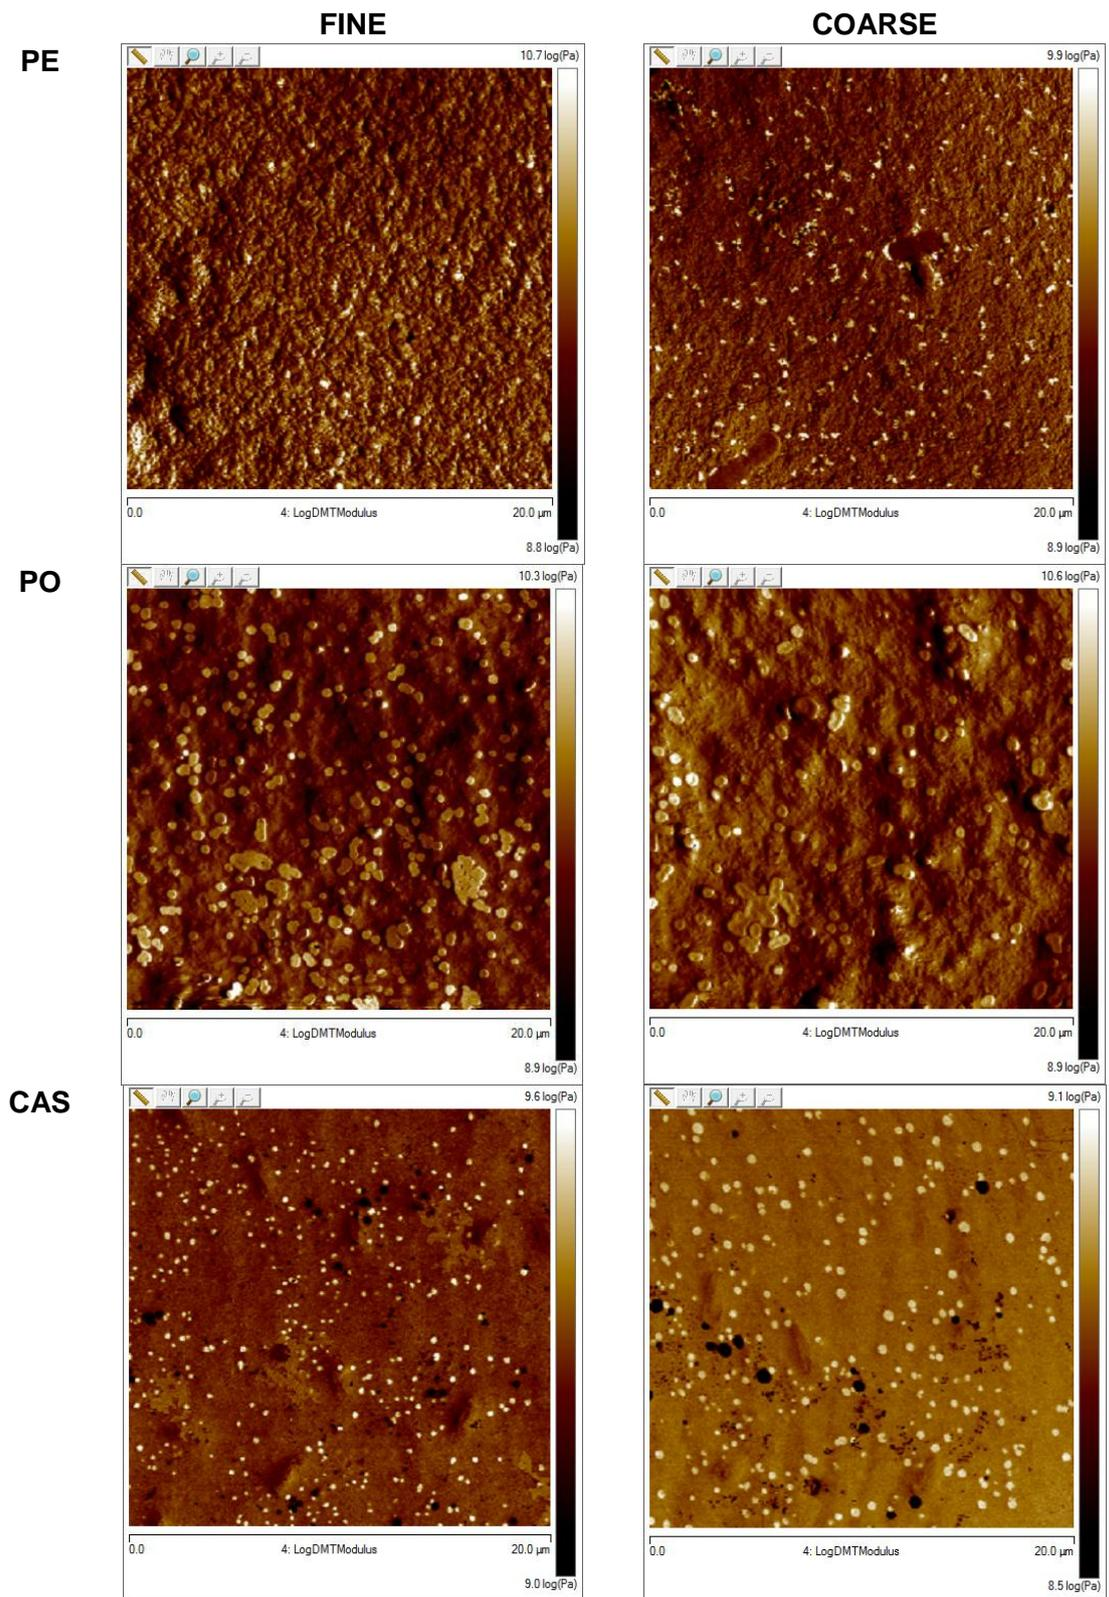 FINE COARSE
PE
10.7 log(Pa) 9.9 log(Pa)
0.0 4: LogDMTModulus 20.0 µm 0.0 4: LogDMTModulus 20.0 µm
8.8 log(Pa) 8.9 log(Pa)
PO
10.3 log(Pa) 10.6 log(Pa)
0.0 4: LogDMTModulus 20.0 µm 0.0 4: LogDMTModulus 20.0 µm
8.9 log(Pa) 8.9 log(Pa)
CAS
9.6 log(Pa) 9.1 log(Pa)
0.0 4: LogDMTModulus 20.0 µm 0.0 4: LogDMTModulus 20.0 µm
9.0 log(Pa) 8.5 log(Pa)